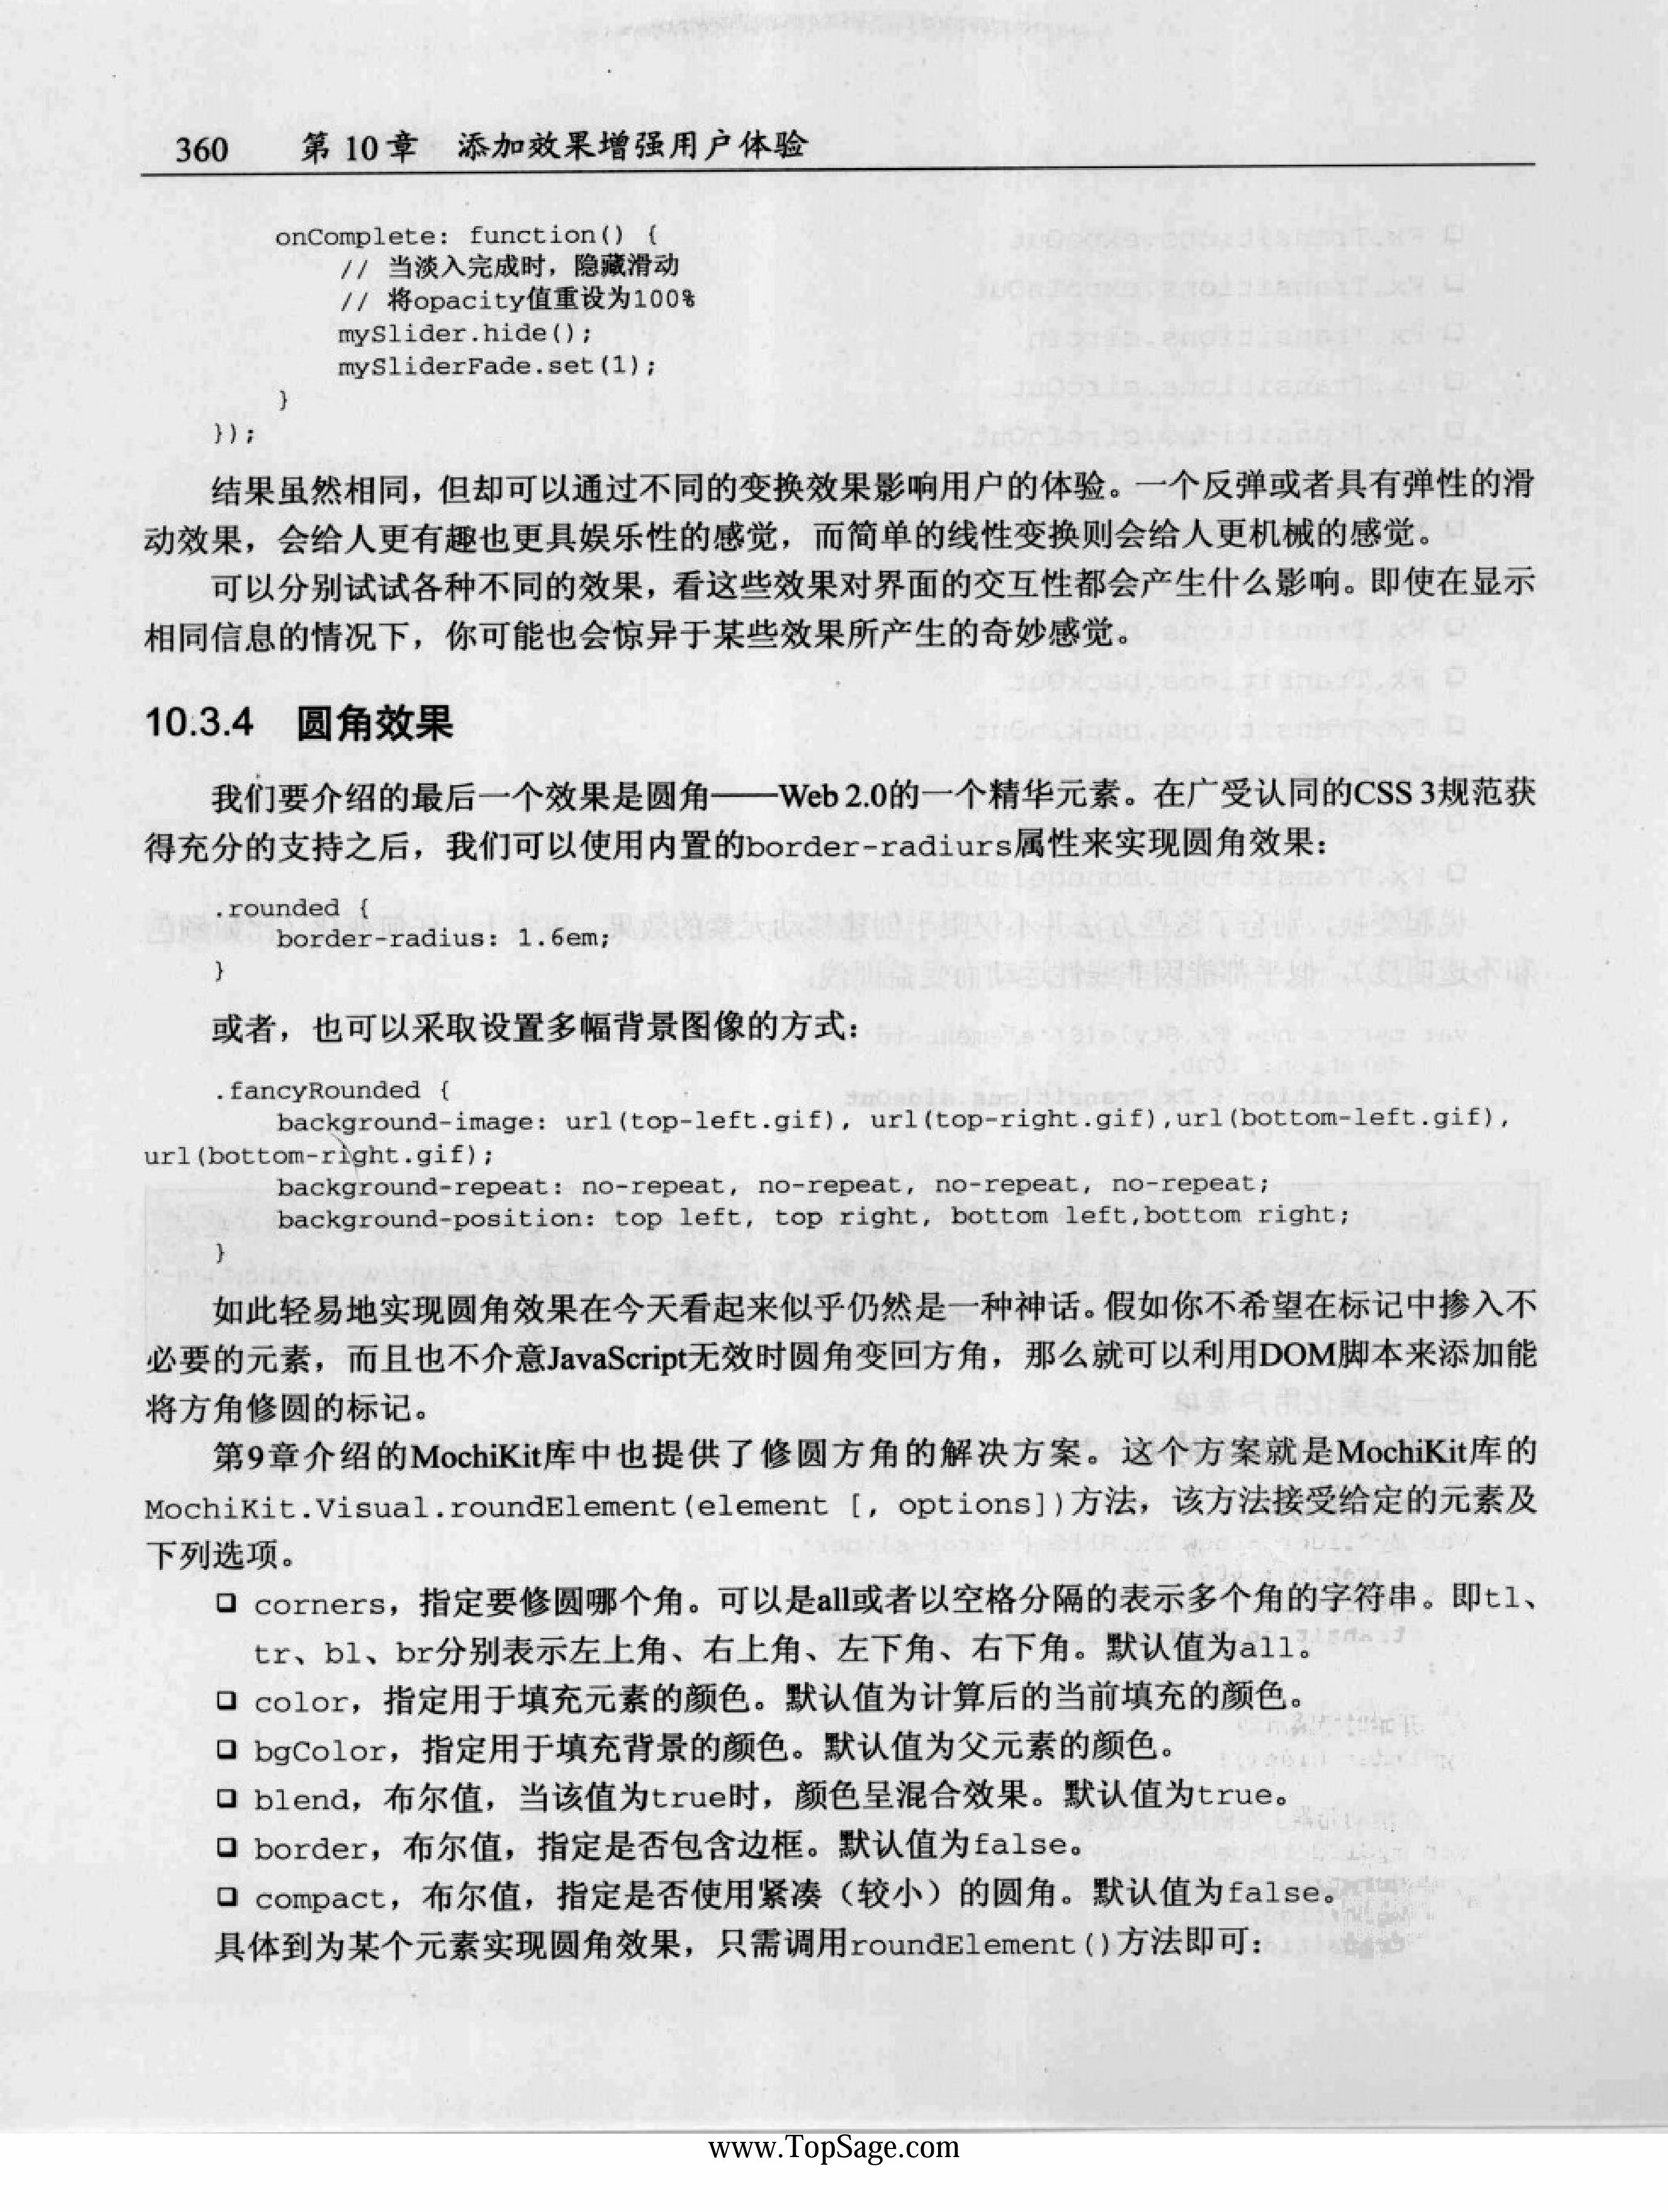 360 第 10 章 添加效果增强用户体验
onComplete: function() {
// 当淡入完成时，隐藏滑动
// 将opacity值重设为100%
mySlider.hide();
mySliderFade.set(1);
}
});
结果虽然相同，但却可以通过不同的变换效果影响用户的体验。一个反弹或者具有弹性的滑
动效果，会给人更有趣也更具娱乐性的感觉，而简单的线性变换则会给人更机械的感觉。
可以分别试试各种不同的效果，看这些效果对界面的交互性都会产生什么影响。即使在显示
相同信息的情况下，你可能也会惊异于某些效果所产生的奇妙感觉。
10.3.4 圆角效果
我们要介绍的最后一个效果是圆角——Web 2.0的一个精华元素。在广受认同的CSS 3规范获
得充分的支持之后，我们可以使用内置的border-radiurs属性来实现圆角效果：
.rounded {
border-radius: 1.6em;
}
或者，也可以采取设置多幅背景图像的方式：
.fancyRounded {
background-image: url(top-left.gif), url(top-right.gif),url(bottom-left.gif),
url(bottom-right.gif);
background-repeat: no-repeat, no-repeat, no-repeat, no-repeat;
background-position: top left, top right, bottom left,bottom right;
}
如此轻易地实现圆角效果在今天看起来似乎仍然是一种神话。假如你不希望在标记中掺入不
必要的元素，而且也不介意JavaScript无效时圆角变回方角，那么就可以利用DOM脚本来添加能
将方角修圆的标记。
第9章介绍的MochiKit库中也提供了修圆方角的解决方案。这个方案就是MochiKit库的
MochiKit.Visual.roundElement(element [, options])方法，该方法接受给定的元素及
下列选项。
❑ corners，指定要修圆哪个角。可以是all或者以空格分隔的表示多个角的字符串。即tl、
tr、bl、br分别表示左上角、右上角、左下角、右下角。默认值为all。
❑ color，指定用于填充元素的颜色。默认值为计算后的当前填充的颜色。
❑ bgColor，指定用于填充背景的颜色。默认值为父元素的颜色。
❑ blend，布尔值，当该值为true时，颜色呈混合效果。默认值为true。
❑ border，布尔值，指定是否包含边框。默认值为false。
❑ compact，布尔值，指定是否使用紧凑（较小）的圆角。默认值为false。
具体到为某个元素实现圆角效果，只需调用roundElement()方法即可：
www.TopSage.com